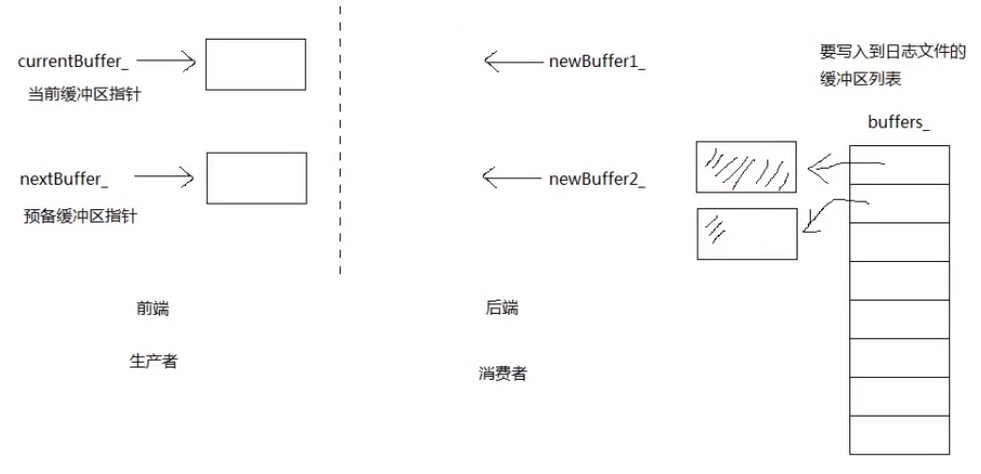 currentBuffer_
当前缓冲区指针
nextBuffer_
预备缓冲区指针
前端
生产者
newBuffer1_
newBuffer2_
后端
消费者
要写入到日志文件的
缓冲区列表
buffers_